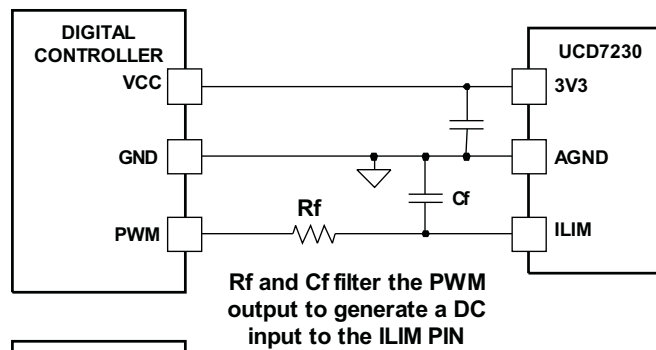 DIGITAL
CONTROLLER
UCD7230
VCC
3V3
GND
AGND
Cf
Rf
PWM
ILIM
Rf and Cf filter the PWM
output to generate a DC
input to the ILIM PIN